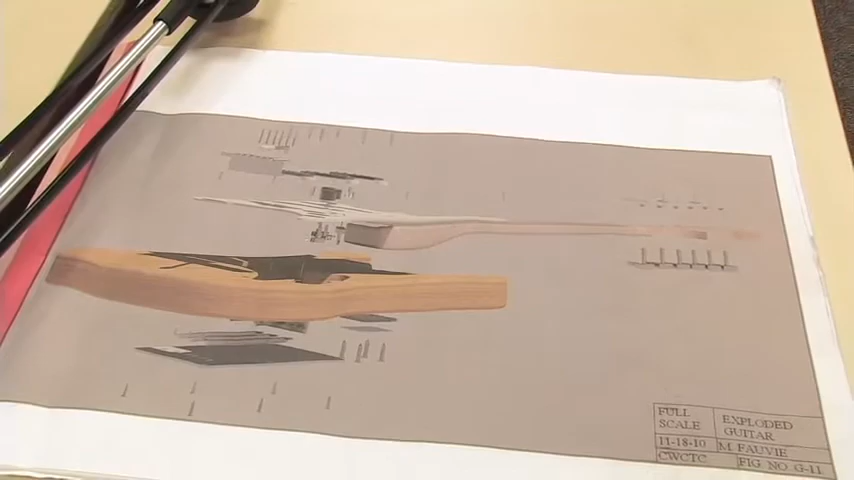 FULL SCALE
EXPLODED GUITAR
11-18-10
M FAUVIE
CWCTC
FIG NO. G-11